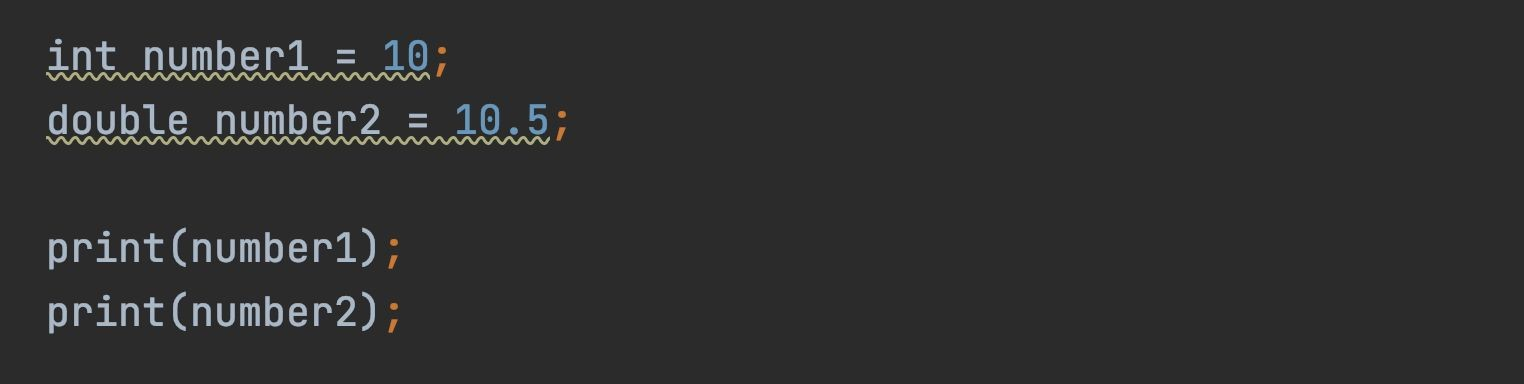 int number1 = 10;
double number2 = 10.5;
print(number1);
print(number2);